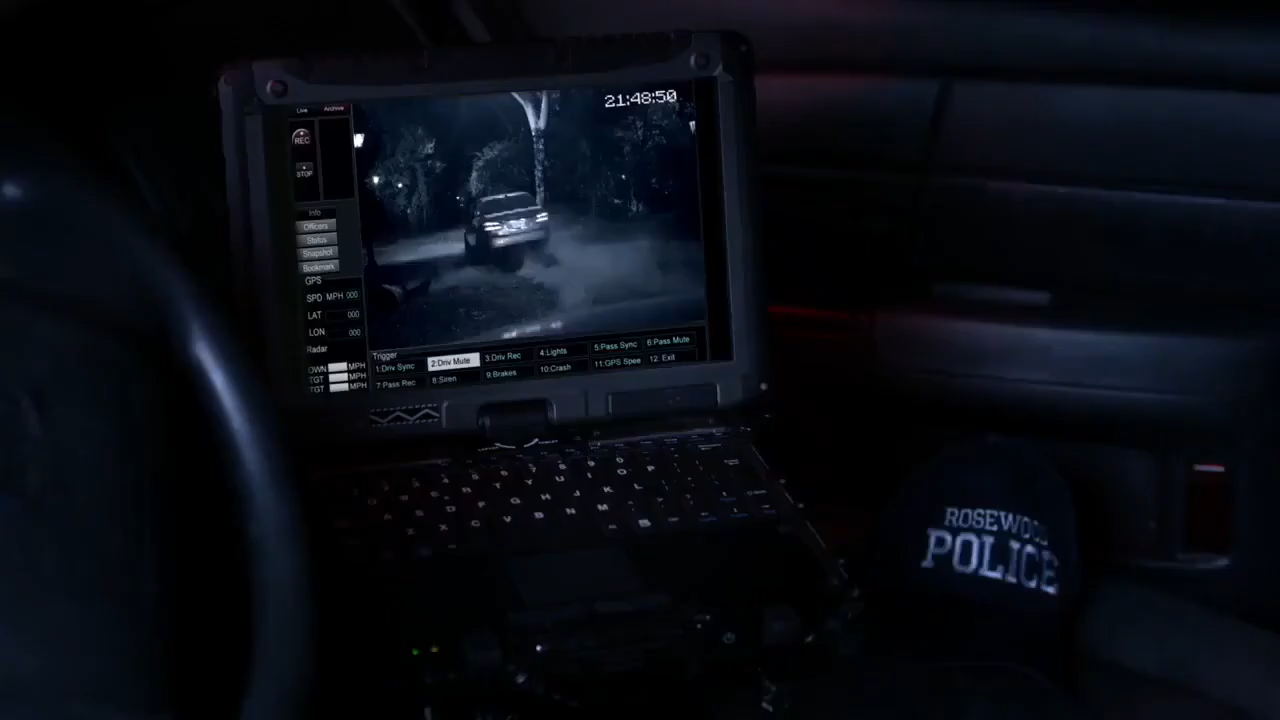 Live Archive
21:48:50
REC
STOP
Info
Officers
Status
Snapshot
Bookmark
GPS
SPD MPH 000
LAT 000
LON 000
Radar
OWN MPH
TGT MPH
TGT MPH
Trigger
1:Driv Sync 2:Driv Mute 3:Driv Rec 4:Lights 5:Pass Sync 6:Pass Mute
7:Pass Rec 8:Siren 9:Brakes 10:Crash 11:GPS Spee 12: Exit
T Y U I O P
F G H J K L
Z X C V B N M
ROSEWOOD
POLICE